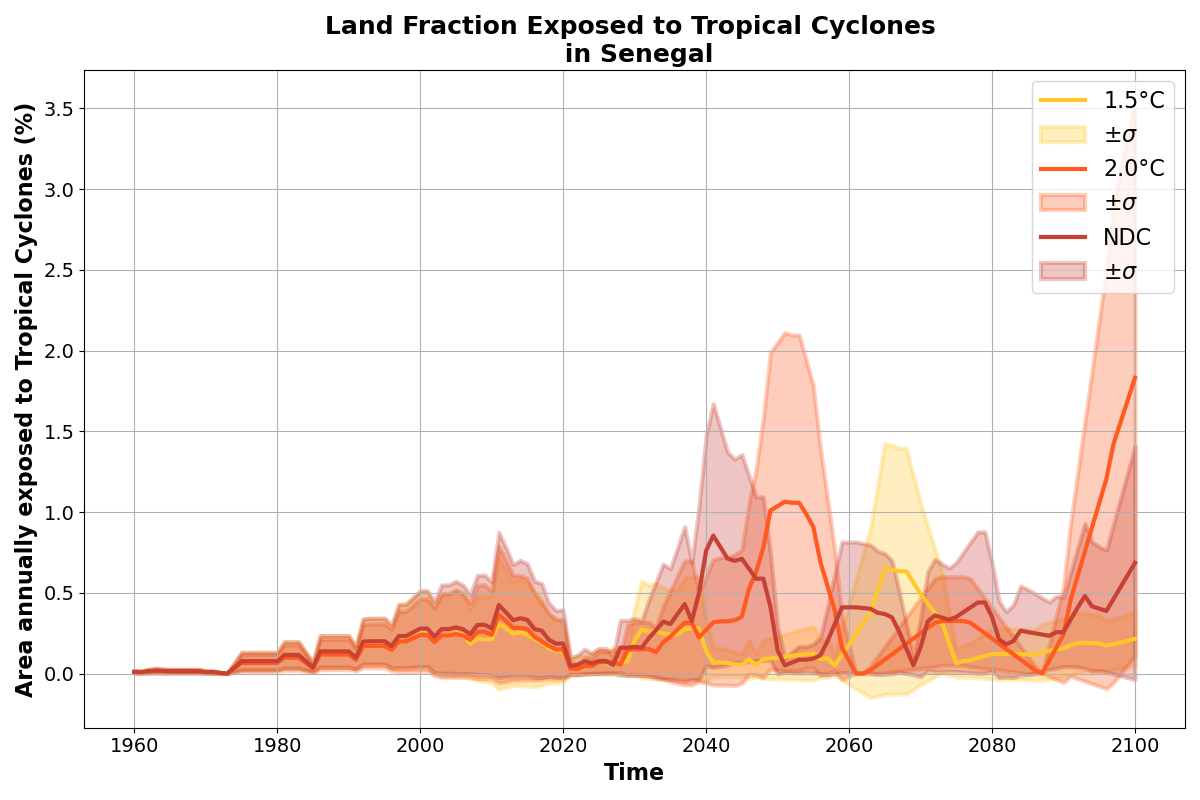 Land Fraction Exposed to Tropical Cyclones
in Senegal
Area annually exposed to Tropical Cyclones (%)
3.5
3.0
2.5
2.0
1.5
1.0
0.5
0.0
1.5°C
±σ
2.0°C
±σ
NDC
±σ
1960 1980 2000 2020 2040 2060 2080 2100
Time